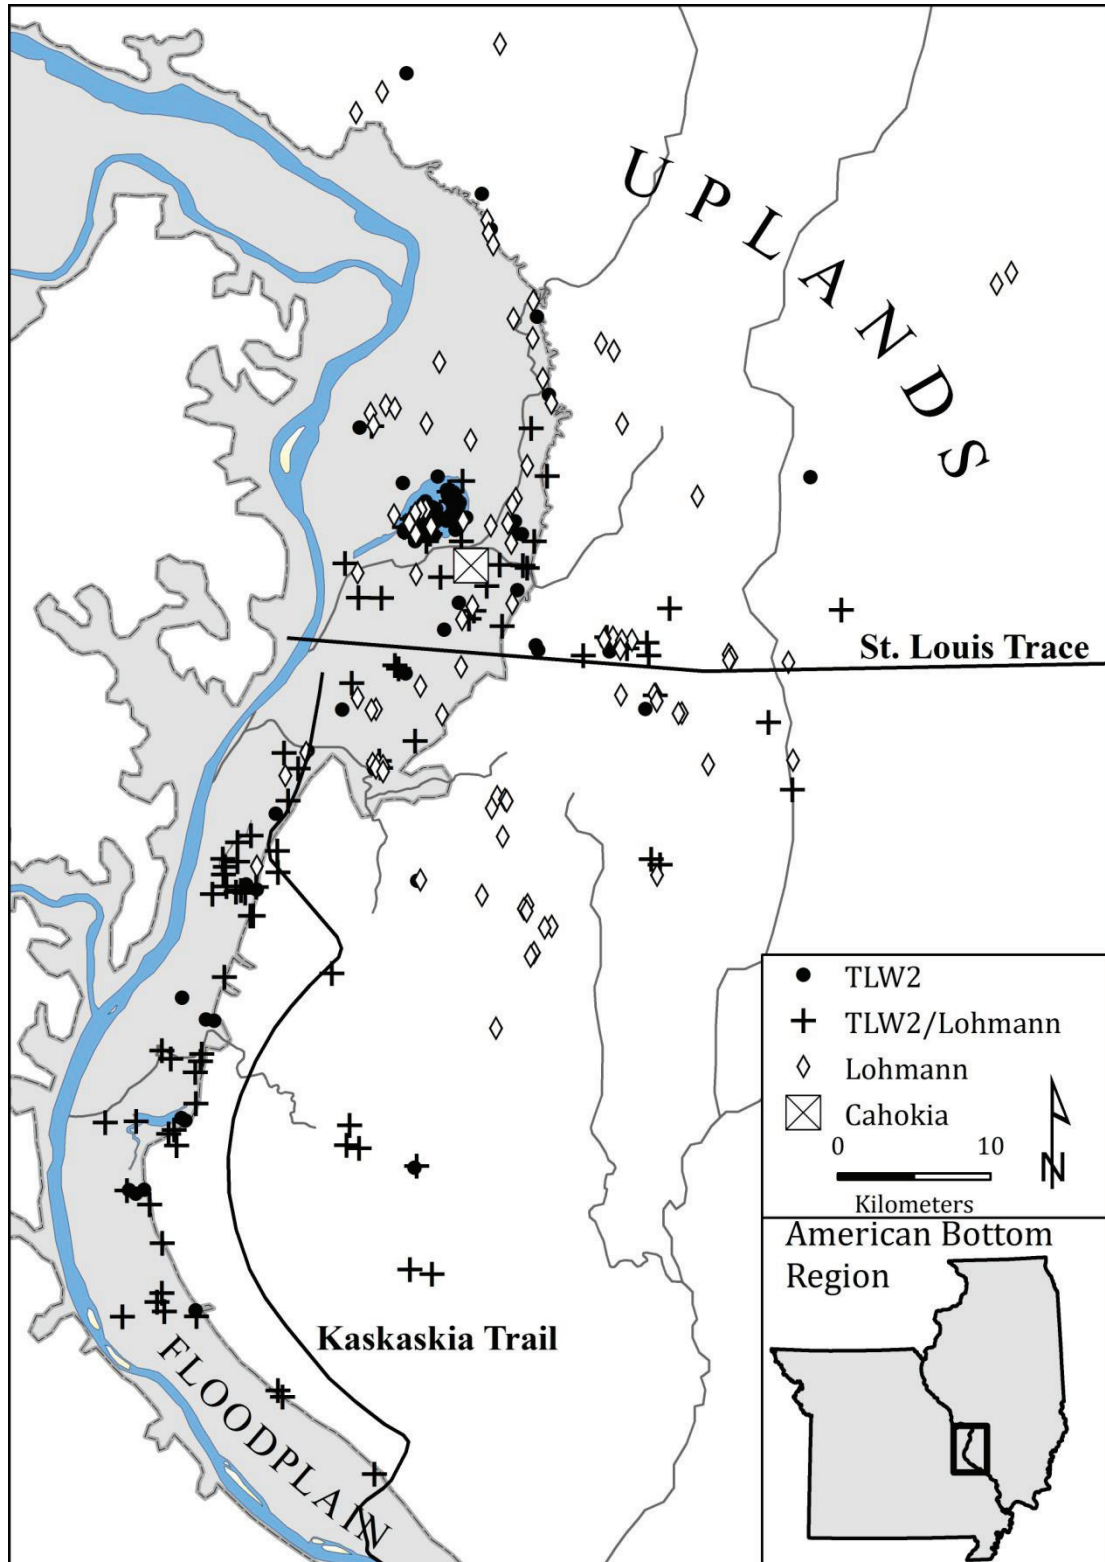 UPLANDS
St. Louis Trace
TLW2
TLW2/Lohmann
Lohmann
Cahokia
0 10
Kilometers
N
American Bottom
Region
Kaskaskia Trail
FLOODPLAIN